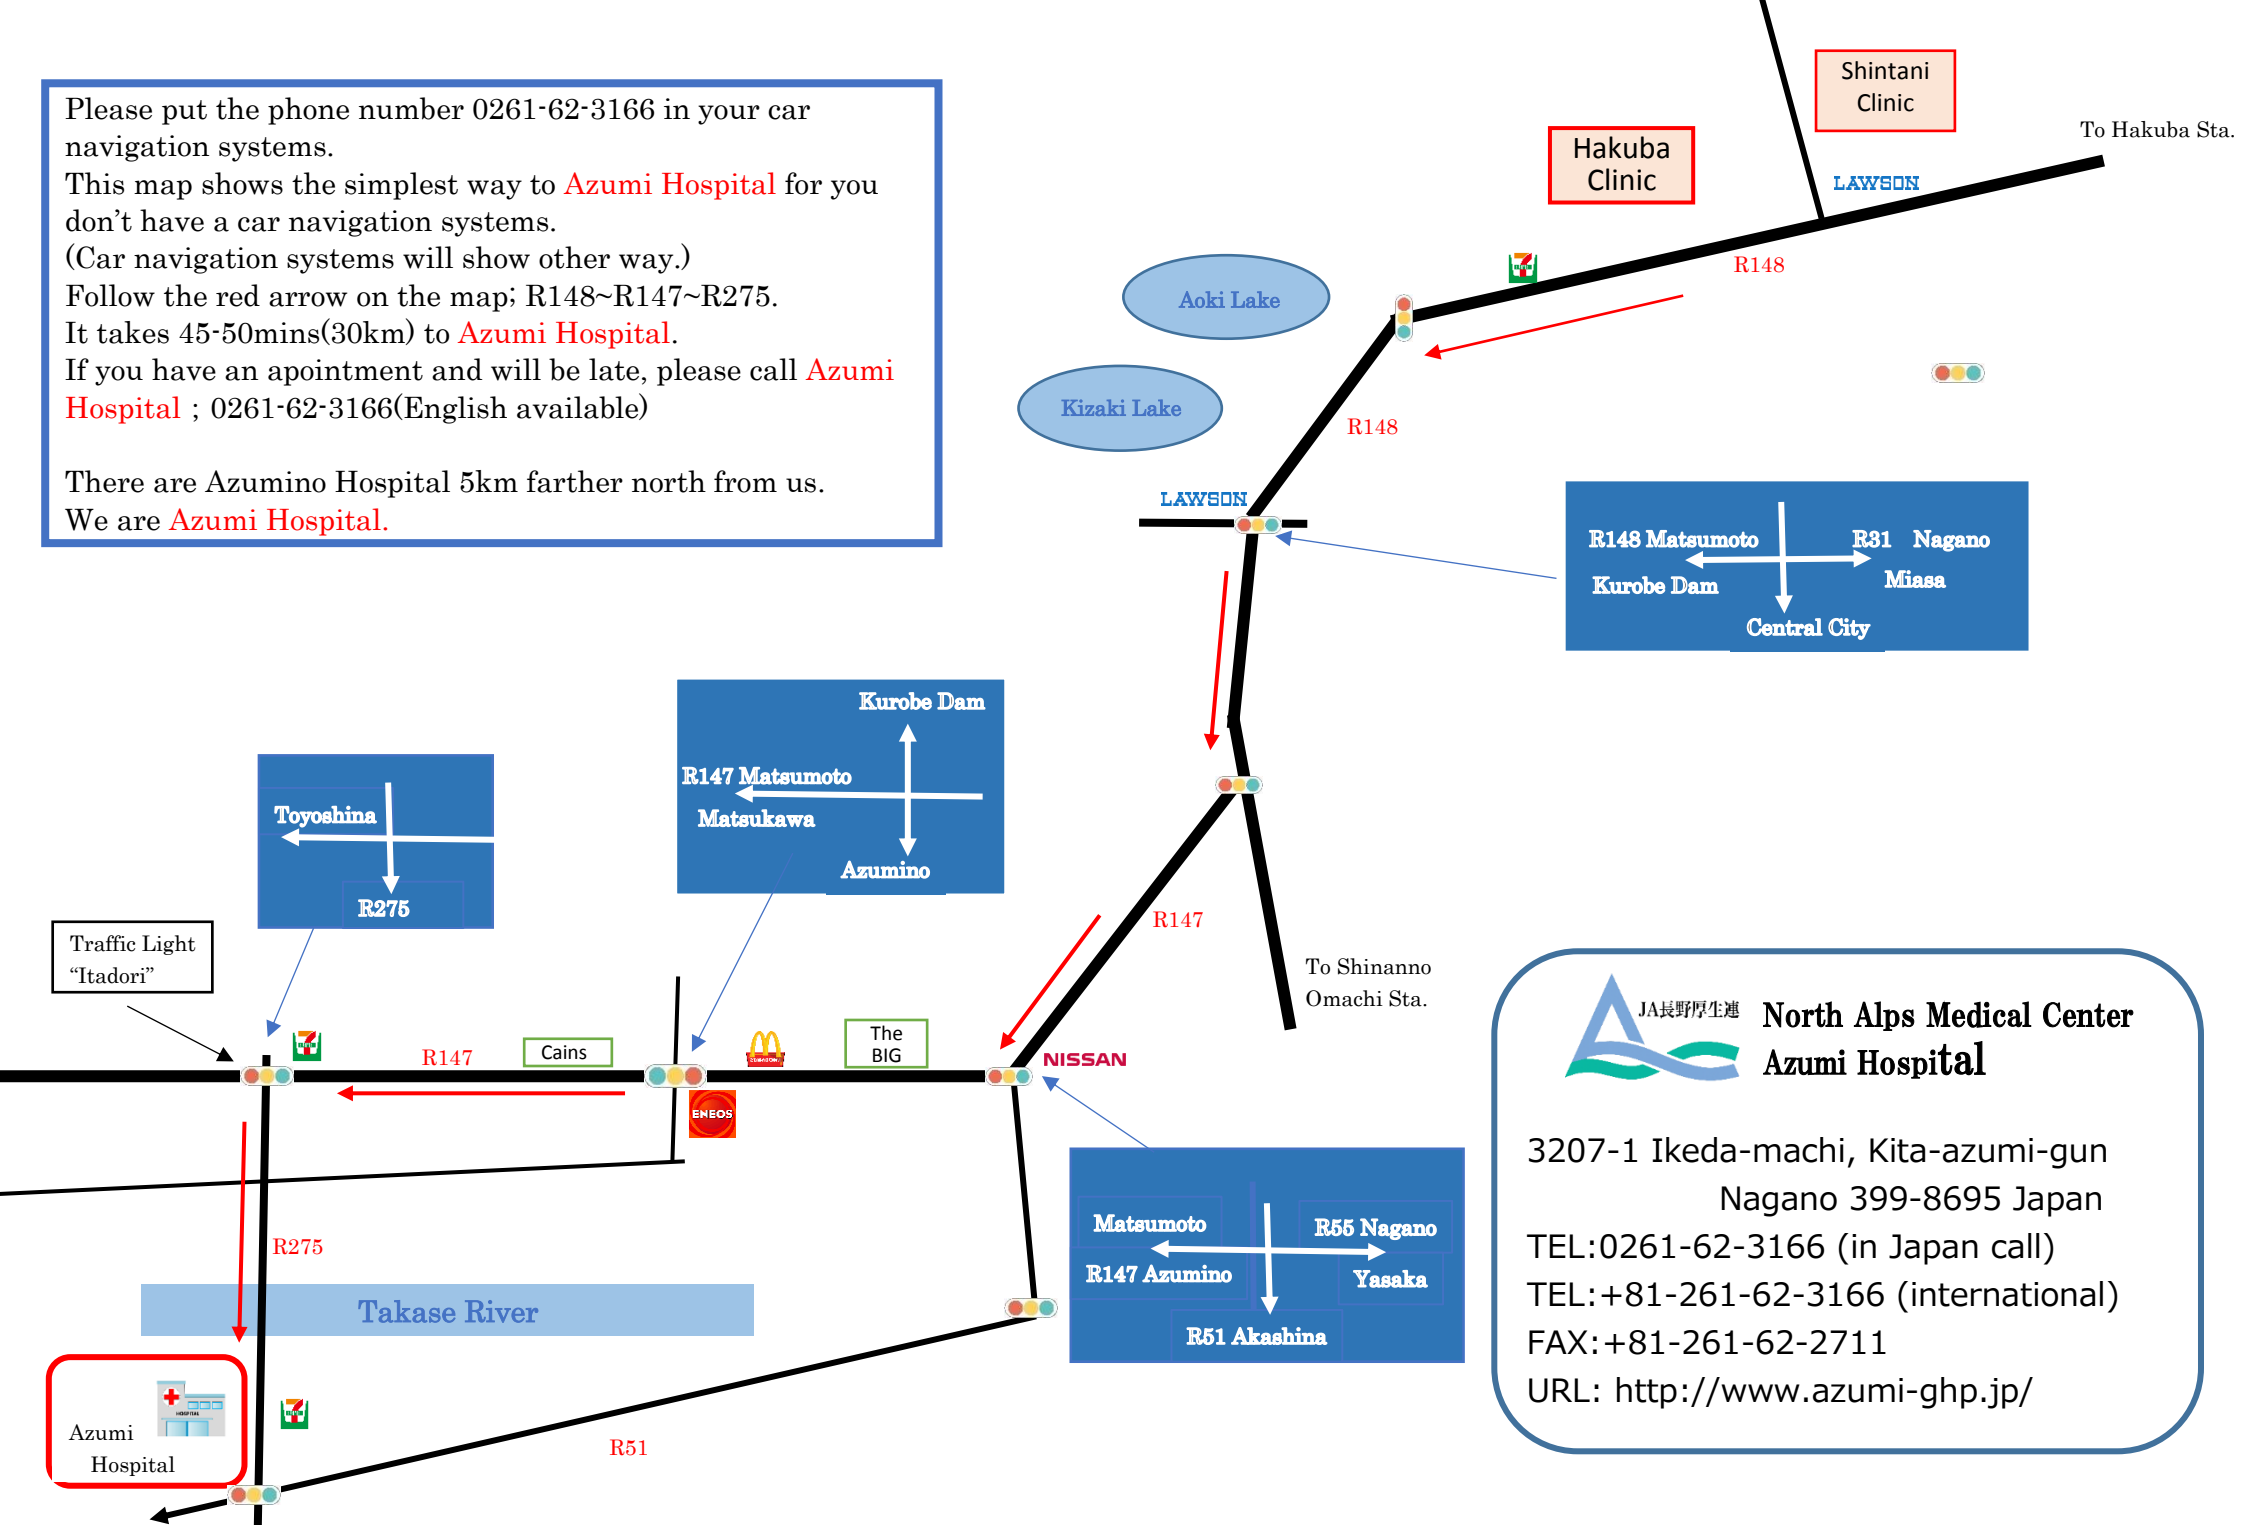 Please put the phone number 0261-62-3166 in your car
navigation systems.
This map shows the simplest way to Azumi Hospital for you
don’t have a car navigation systems.
(Car navigation systems will show other way.)
Follow the red arrow on the map; R148~R147~R275.
It takes 45-50mins(30km) to Azumi Hospital.
If you have an apointment and will be late, please call Azumi
Hospital ; 0261-62-3166(English available)
There are Azumino Hospital 5km farther north from us.
We are Azumi Hospital.
Shintani
Clinic
To Hakuba Sta.
Hakuba
Clinic
LAWSON
R148
Aoki Lake
Kizaki Lake
R148
LAWSON
R148 Matsumoto
R31 Nagano
Kurobe Dam
Miasa
Central City
Kurobe Dam
R147 Matsumoto
Matsukawa
Azumino
Toyoshina
R275
Traffic Light
“Itadori”
R147
Cains
The
BIG
NISSAN
ENEOS
R147
To Shinanno
Omachi Sta.
Matsumoto
R55 Nagano
R147 Azumino
Yasaka
R51 Akashina
R275
Takase River
HOSPITAL
Azumi
Hospital
R51
JA長野厚生連
North Alps Medical Center
Azumi Hospital
3207-1 Ikeda-machi, Kita-azumi-gun
Nagano 399-8695 Japan
TEL:0261-62-3166 (in Japan call)
TEL:+81-261-62-3166 (international)
FAX:+81-261-62-2711
URL: http://www.azumi-ghp.jp/